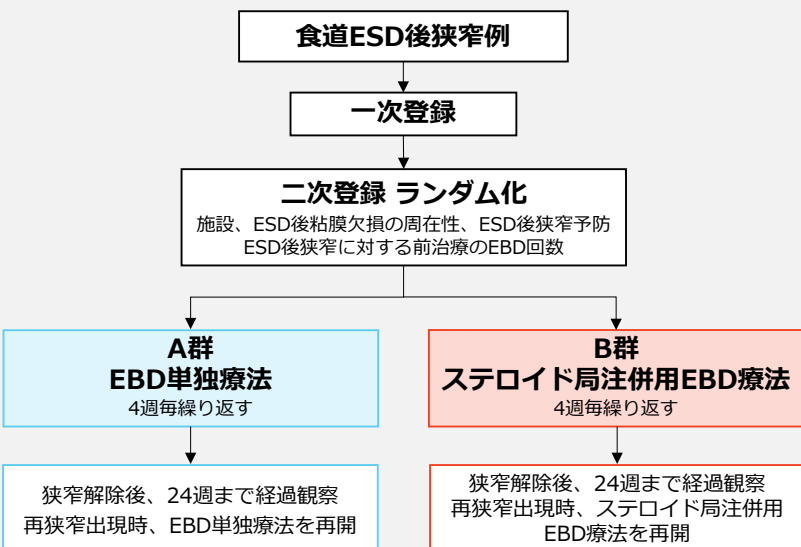 食道ESD後狭窄例
一次登録
二次登録 ランダム化
施設、ESD後粘膜欠損の周在性、ESD後狭窄予防
ESD後狭窄に対する前治療のEBD回数
A群
EBD単独療法
4週毎繰り返す
B群
ステロイド局注併用EBD療法
4週毎繰り返す
狭窄解除後、24週まで経過観察
再狭窄出現時、EBD単独療法を再開
狭窄解除後、24週まで経過観察
再狭窄出現時、ステロイド局注併用
EBD療法を再開